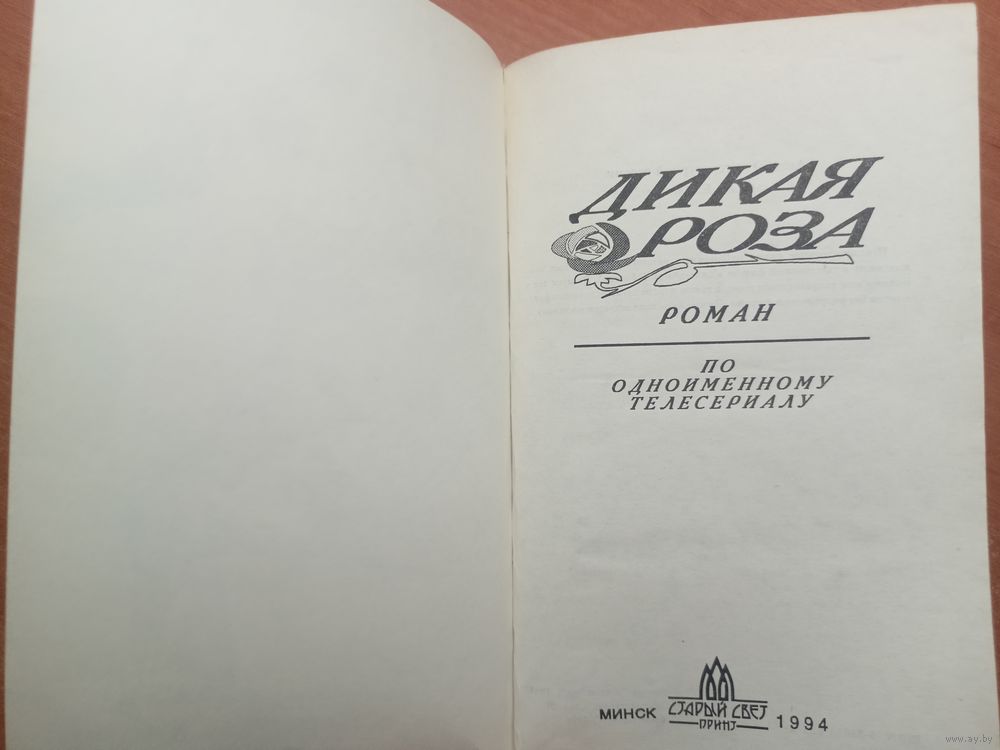 ДИКАЯ
РОЗА
РОМАН
ПО
ОДНОИМЕННОМУ
ТЕЛЕСЕРИАЛУ
МИНСК СТАРЫЙ СВЕТ 1994
ПРИНТ
www.ay.by